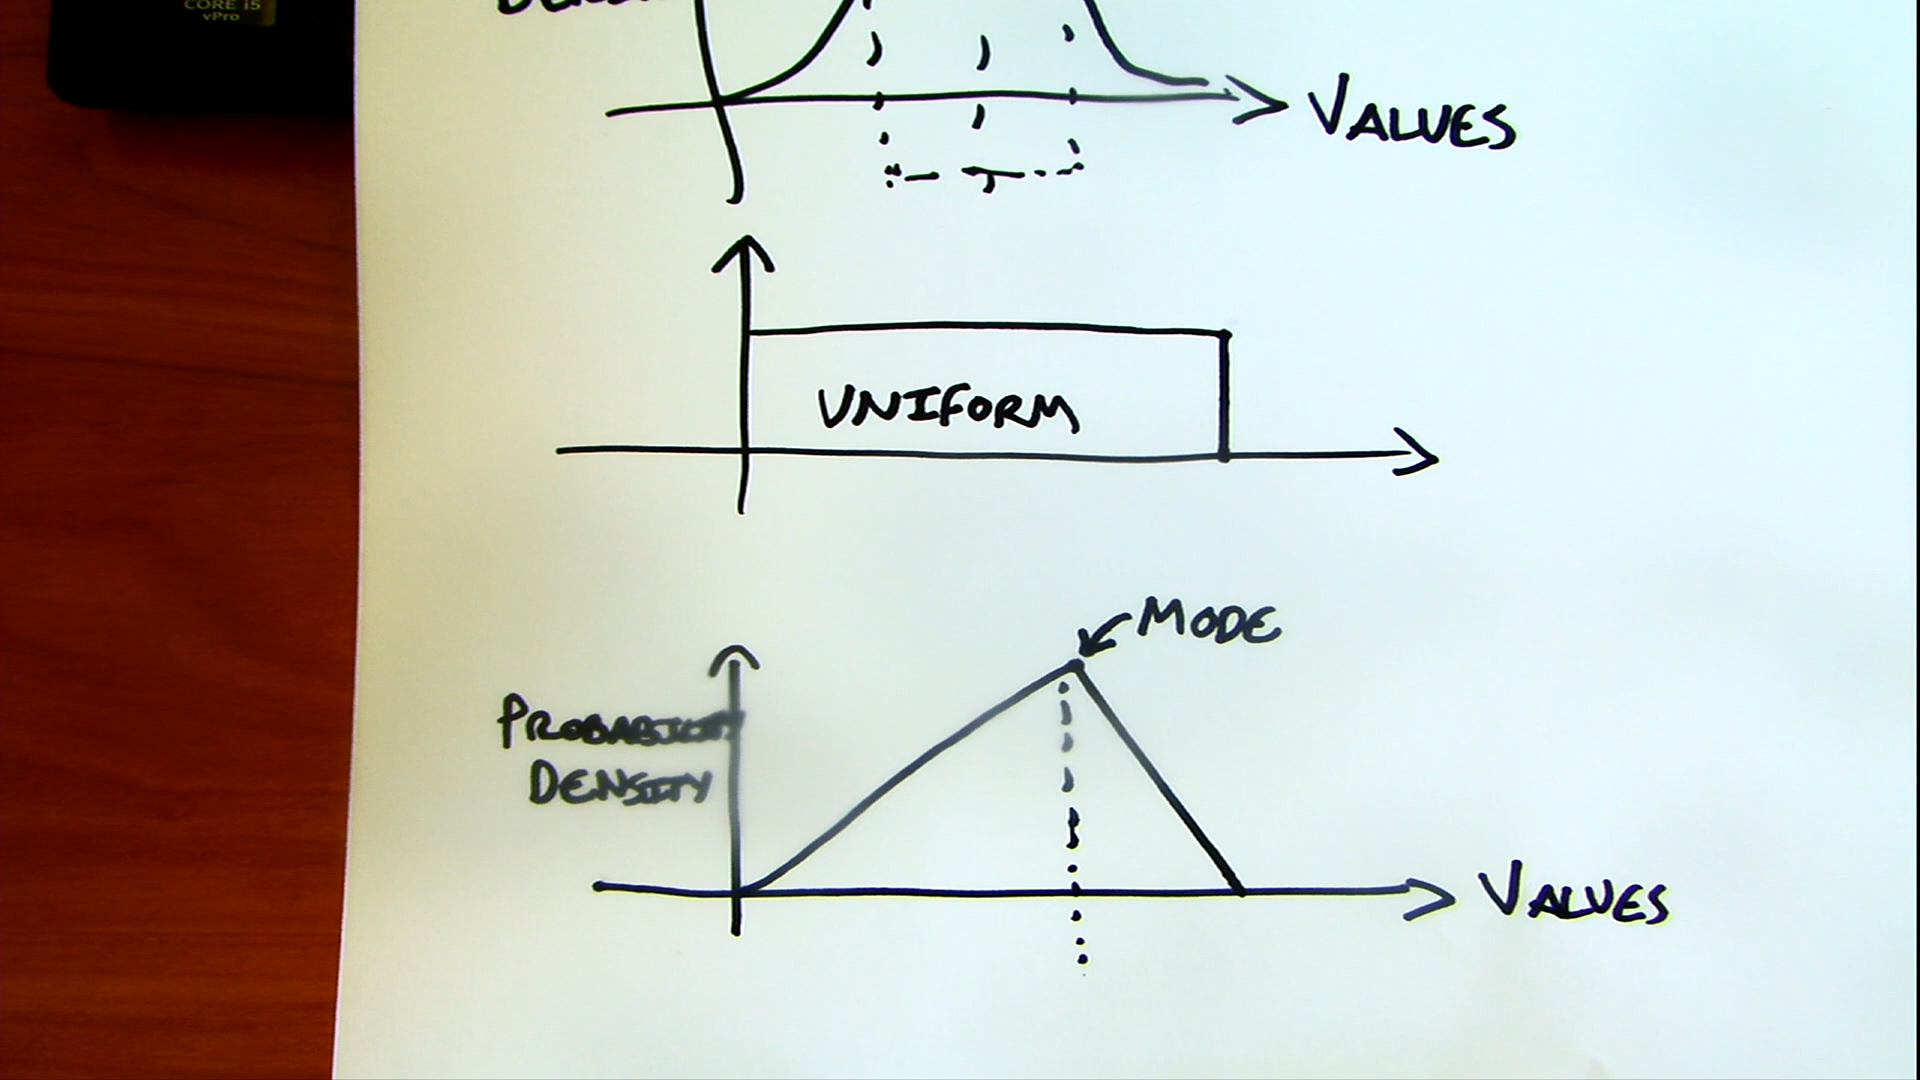 CORE i5
vPro
VALUES
UNIFORM
MODE
PROBABILITY
DENSITY
VALUES